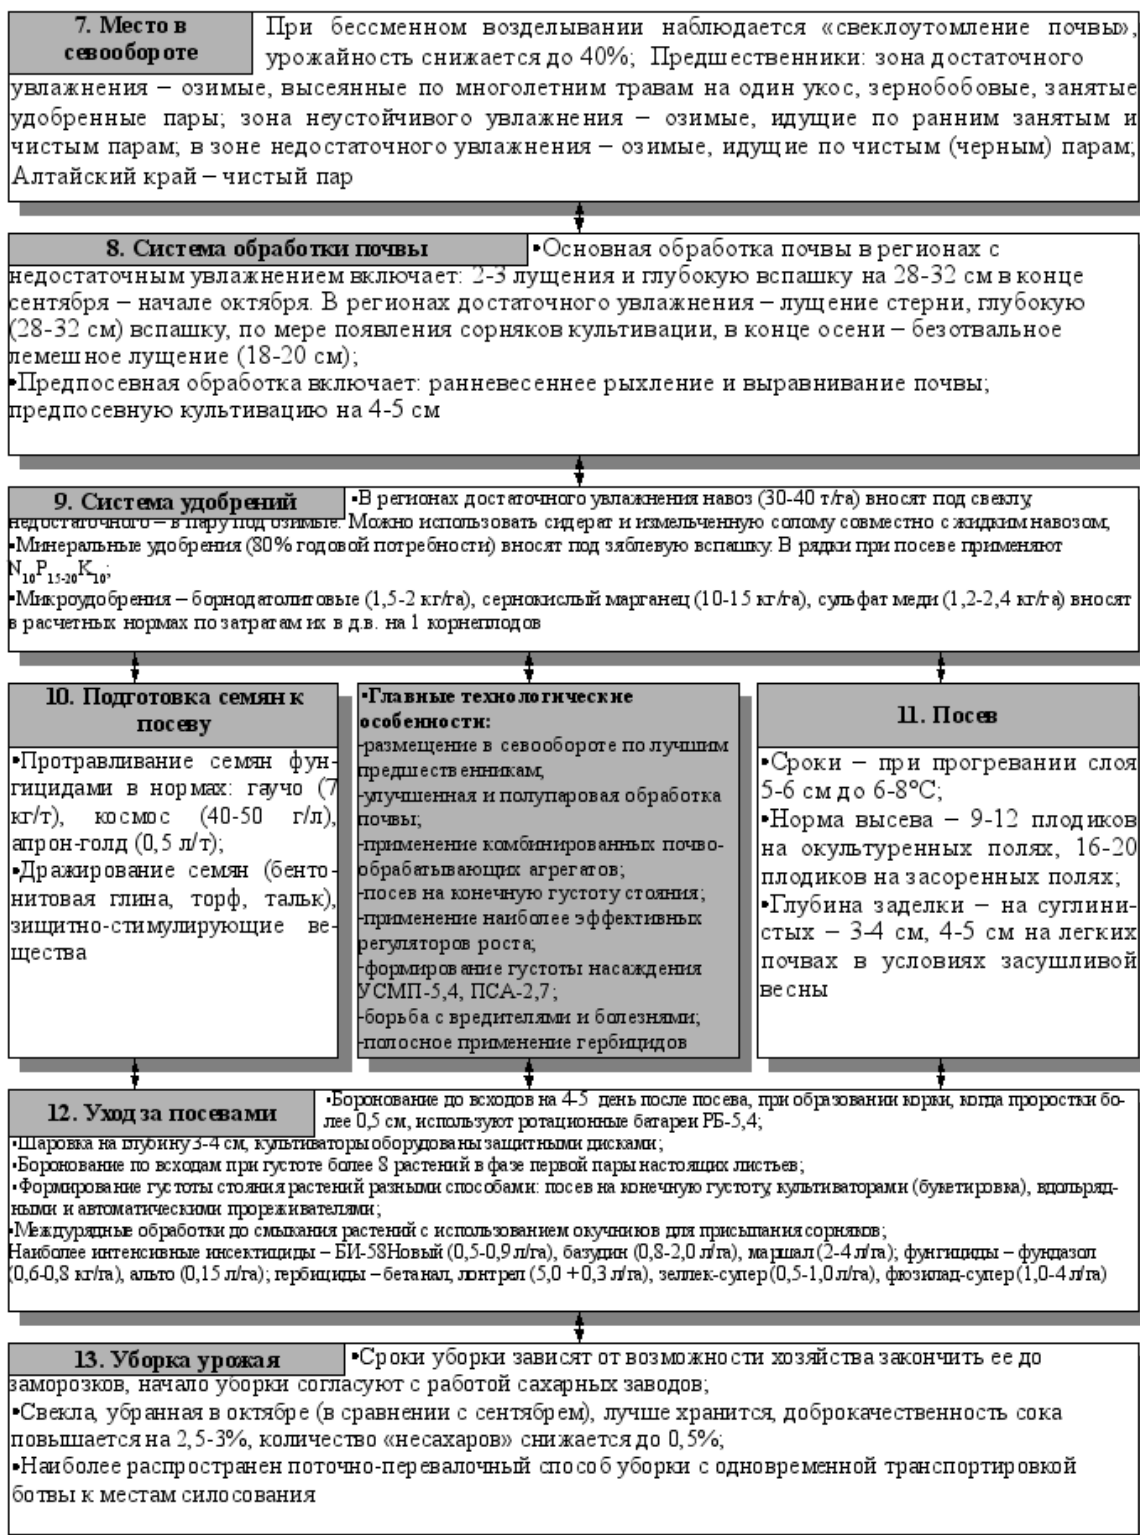 7. Место в
севообороте
При бессменном возделывании наблюдается «свеклоутомление почвы»,
урожайность снижается до 40%; Предшественники: зона достаточного
увлажнения – озимые, высеянные по многолетним травам на один укос, зернобобовые, занятые
удобренные пары; зона неустойчивого увлажнения – озимые, идущие по ранним занятым и
чистым парам; в зоне недостаточного увлажнения – озимые, идущие по чистым (черным) парам;
Алтайский край – чистый пар
8. Система обработки почвы
•Основная обработка почвы в регионах с
недостаточным увлажнением включает: 2-3 лущения и глубокую вспашку на 28-32 см в конце
сентября – начале октября. В регионах достаточного увлажнения – лущение стерни, глубокую
(28-32 см) вспашку, по мере появления сорняков культивации, в конце осени – безотвальное
лемешное лущение (18-20 см);
•Предпосевная обработка включает: ранневесеннее рыхление и выравнивание почвы;
предпосевную культивацию на 4-5 см
9. Система удобрений
•В регионах достаточного увлажнения навоз (30-40 т/га) вносят под свеклу,
недостаточного – в пару под озимые. Можно использовать сидерат и измельченную солому совместно с жидким навозом;
•Минеральные удобрения (80% годовой потребности) вносят под зяблевую вспашку. В рядки при посеве применяют
N10P15-20K10;
•Микроудобрения – борнодатолитовые (1,5-2 кг/га), сернокислый марганец (10-15 кг/га), сульфат меди (1,2-2,4 кг/га) вносят
в расчетных нормах по затратам их в д.в. на 1 корнеплодов
10. Подготовка семян к
посеву
•Протравливание семян фун-
гицидами в нормах: гаучо (7
кг/т), космос (40-50 г/л),
апрон-голд (0,5 л/т);
•Дражирование семян (бенто-
нитовая глина, торф, тальк),
зищитно-стимулирующие ве-
щества
•Главные технологические
особенности:
-размещение в севообороте по лучшим
предшественникам;
-улучшенная и полупаровая обработка
почвы;
-применение комбинированных почво-
обрабатывающих агрегатов;
-посев на конечную густоту стояния;
-применение наиболее эффективных
регуляторов роста;
-формирование густоты насаждения
УСМП-5,4, ПСА-2,7;
-борьба с вредителями и болезнями;
-полосное применение гербицидов
11. Посев
•Сроки – при прогревании слоя
5-6 см до 6-8°С;
•Норма высева – 9-12 плодиков
на окультуренных полях, 16-20
плодиков на засоренных полях;
•Глубина заделки – на суглини-
стых – 3-4 см, 4-5 см на легких
почвах в условиях засушливой
весны
12. Уход за посевами
•Боронование до всходов на 4-5 день после посева, при образовании корки, когда проростки бо-
лее 0,5 см, используют ротационные батареи РБ-5,4;
•Шаровка на глубину 3-4 см, культиваторы оборудованы защитными дисками;
•Боронование по всходам при густоте более 8 растений в фазе первой пары настоящих листьев;
•Формирование густоты стояния растений разными способами: посев на конечную густоту, культиваторами (букетировка), вдольряд-
ными и автоматическими прореживателями;
•Междурядные обработки до смыкания растений с использованием окучников для присыпания сорняков;
Наиболее интенсивные инсектициды – БИ-58Новый (0,5-0,9 л/га), базудин (0,8-2,0 л/га), маршал (2-4 л/га); фунгициды – фундазол
(0,6-0,8 кг/га), альто (0,15 л/га); гербициды – бетанал, лонтрел (5,0 + 0,3 л/га), зеллек-супер (0,5-1,0 л/га), фюзилад-супер (1,0-4 л/га)
13. Уборка урожая
•Сроки уборки зависят от возможности хозяйства закончить ее до
заморозков, начало уборки согласуют с работой сахарных заводов;
•Свекла, убранная в октябре (в сравнении с сентябрем), лучше хранится, доброкачественность сока
повышается на 2,5-3%, количество «несахаров» снижается до 0,5%;
•Наиболее распространен поточно-перевалочный способ уборки с одновременной транспортировкой
ботвы к местам силосования